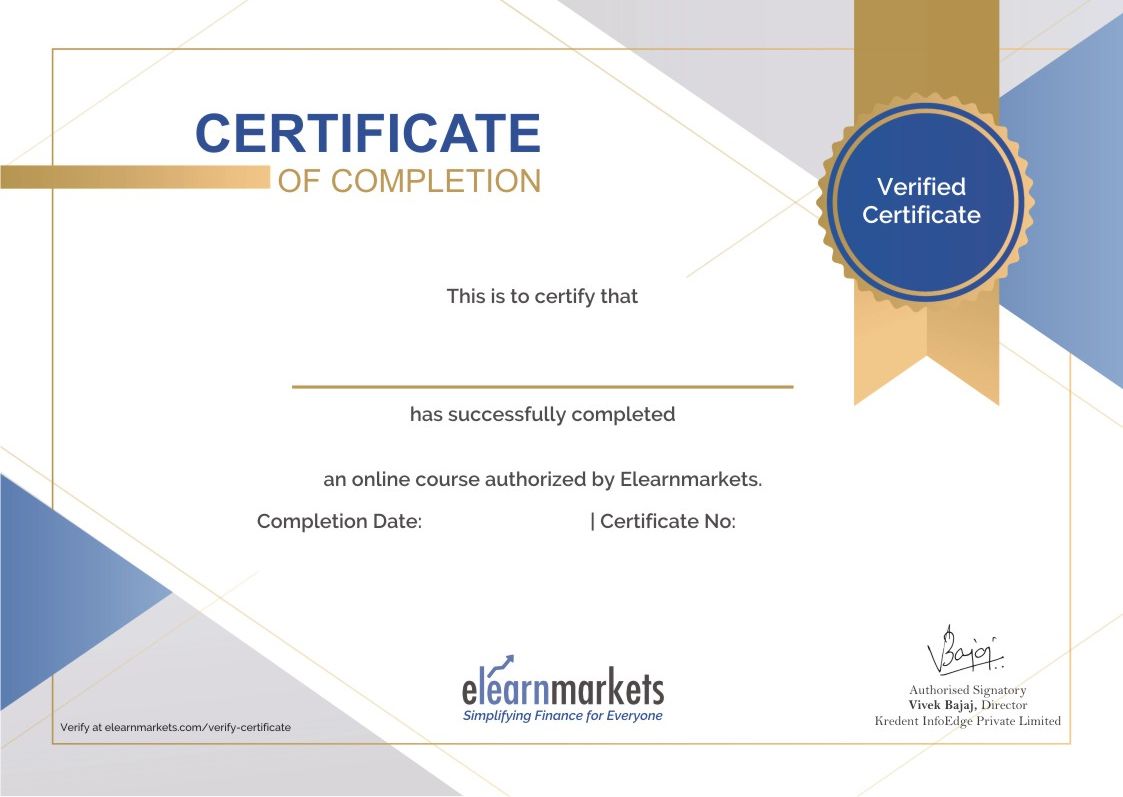 CERTIFICATE
OF COMPLETION
Verified
Certificate
This is to certify that
has successfully completed
an online course authorized by Elearnmarkets.
Completion Date:
| Certificate No:
elearnmarkets
Simplifying Finance for Everyone
VBajaj
Authorised Signatory
Vivek Bajaj, Director
Kredent InfoEdge Private Limited
Verify at elearnmarkets.com/verify-certificate